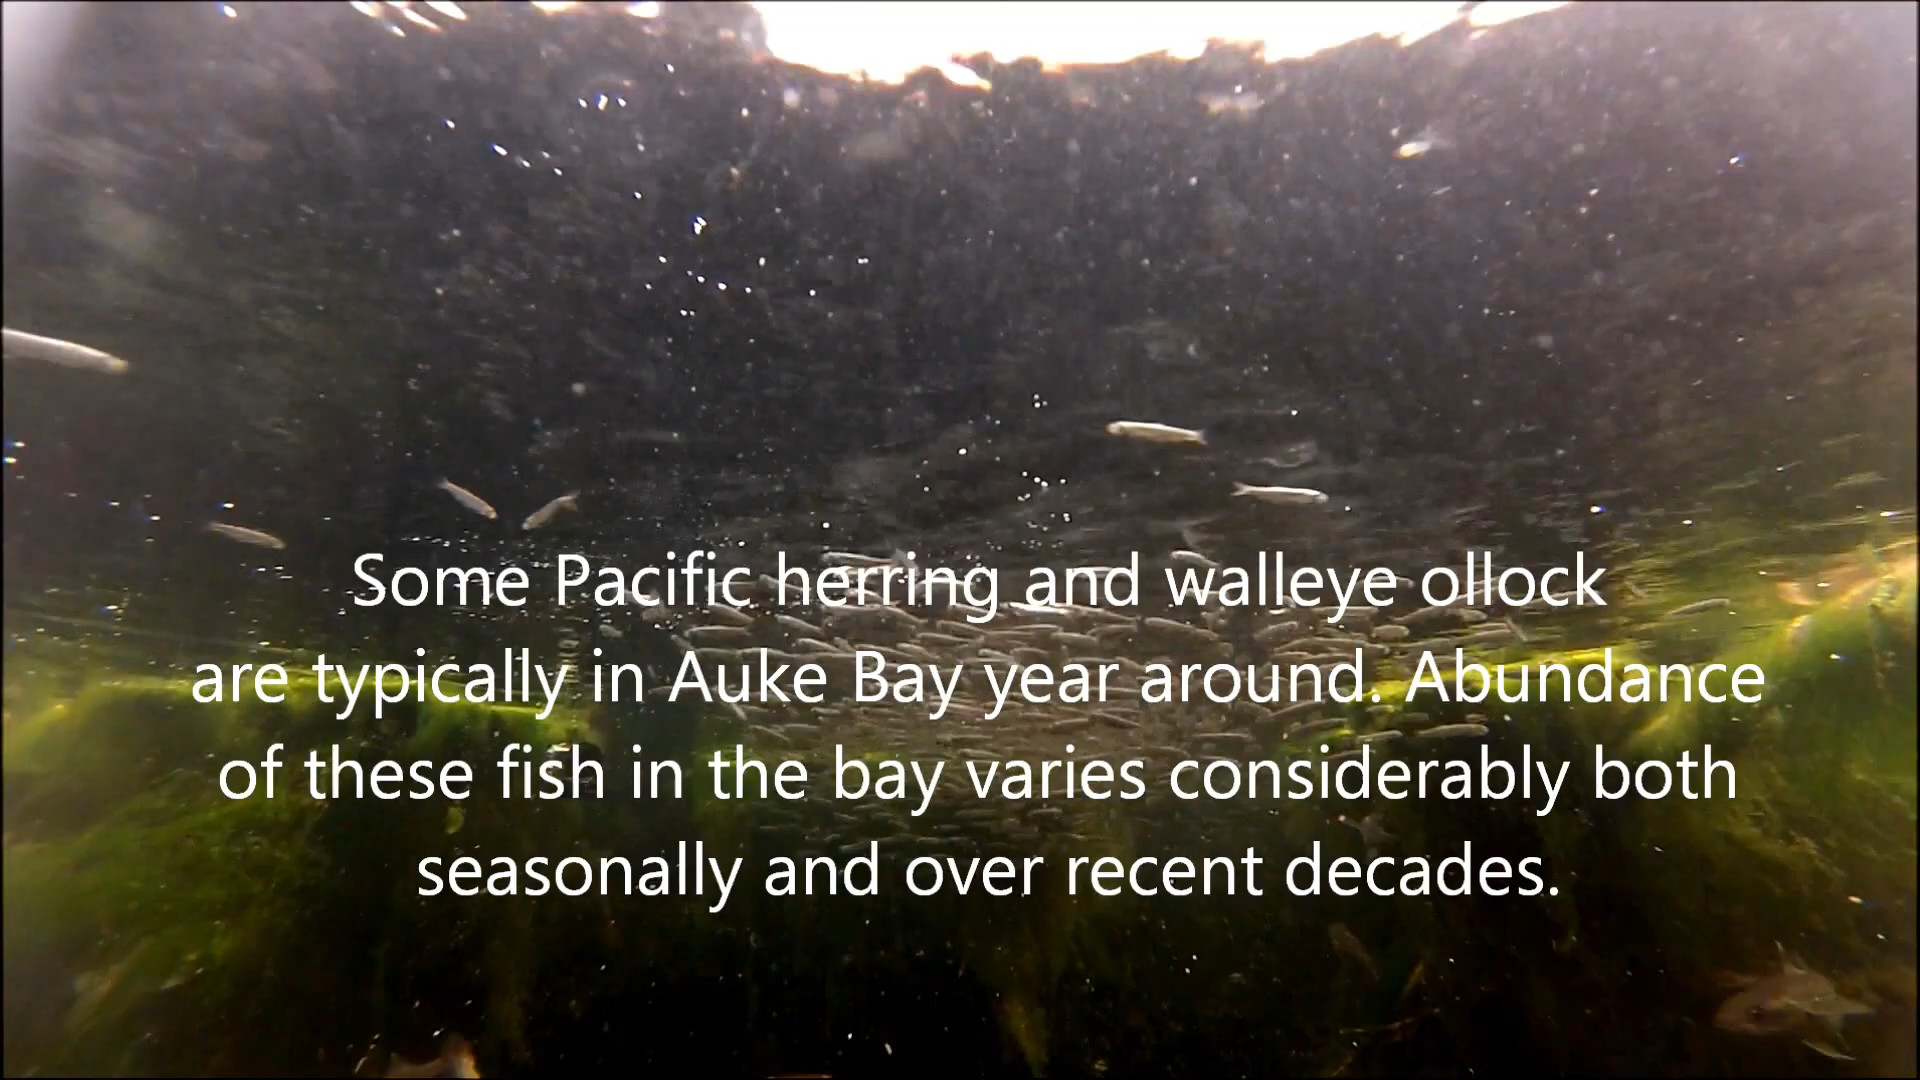 Some Pacific herring and walleye ollock
are typically in Auke Bay year around. Abundance
of these fish in the bay varies considerably both
seasonally and over recent decades.